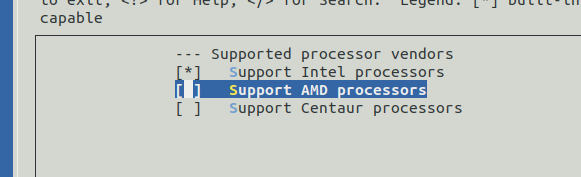 to exit, <?> for Help, </> for Search. Legend: [*] built-in
capable
--- Supported processor vendors
[*] Support Intel processors
[ ] Support AMD processors
[ ] Support Centaur processors